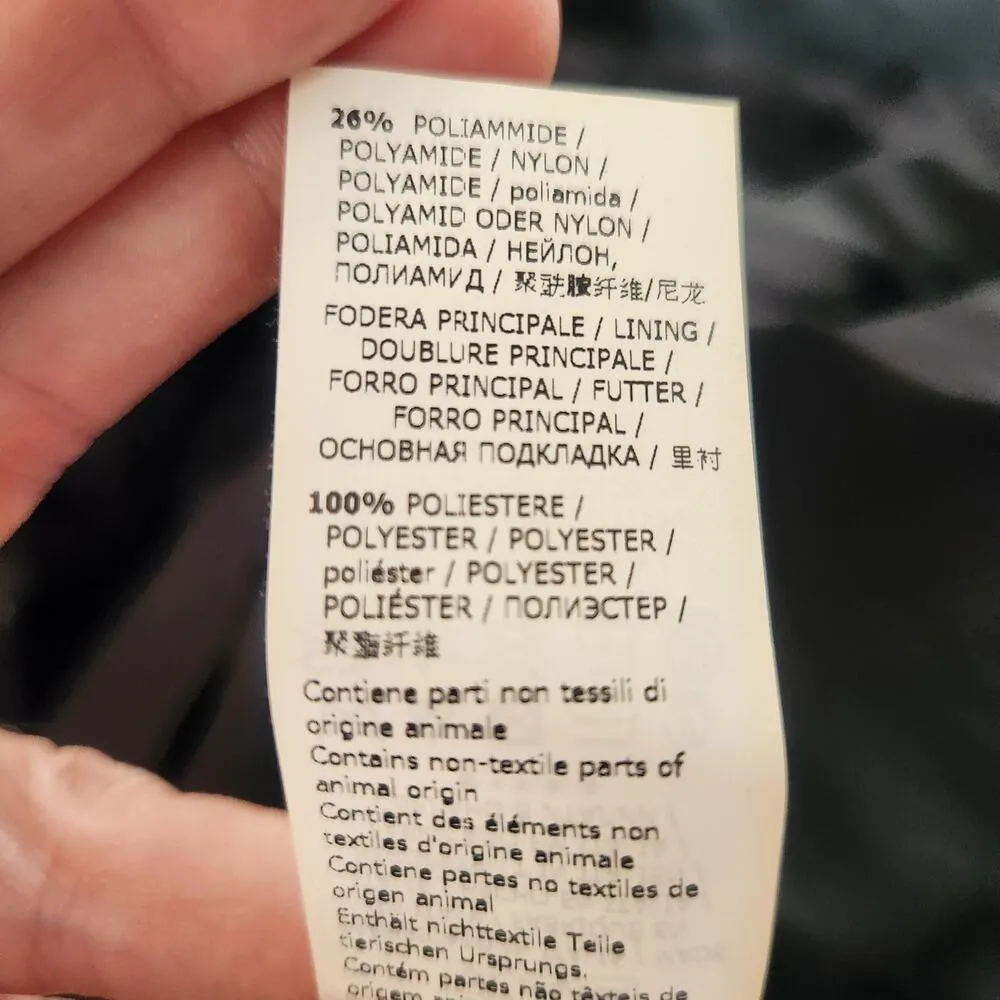 26% POLIAMMIDE /
POLYAMIDE / NYLON /
POLYAMIDE / poliamida /
POLYAMID ODER NYLON /
POLIAMIDA / НЕЙЛОН,
ПОЛИАМИД / 聚酰胺纤维/尼龙
FODERA PRINCIPALE / LINING /
DOUBLURE PRINCIPALE /
FORRO PRINCIPAL / FUTTER /
FORRO PRINCIPAL /
ОСНОВНАЯ ПОДКЛАДКА / 里衬
100% POLIESTERE /
POLYESTER / POLYESTER /
poliéster / POLYESTER /
POLIÉSTER / ПОЛИЭСТЕР /
聚酯纤维
Contiene parti non tessili di
origine animale
Contains non-textile parts of
animal origin
Contient des éléments non
textiles d'origine animale
Contiene partes no textiles de
origen animal
Enthält nichttextile Teile
tierischen Ursprungs.
Contém partes não têxteis de
origem